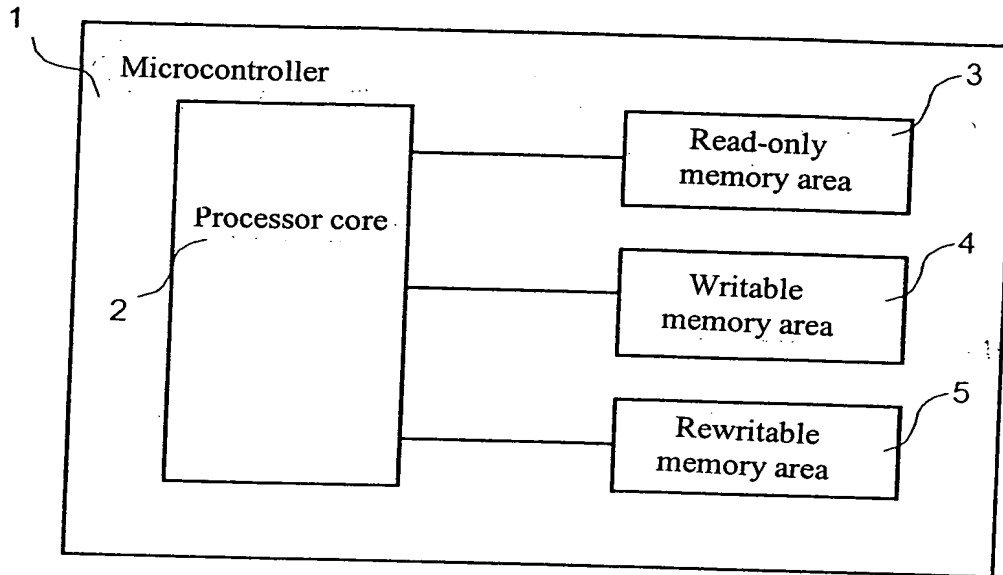 1
Microcontroller
3
Read-only
memory area
Processor core
4
2
Writable
memory area
5
Rewritable
memory area